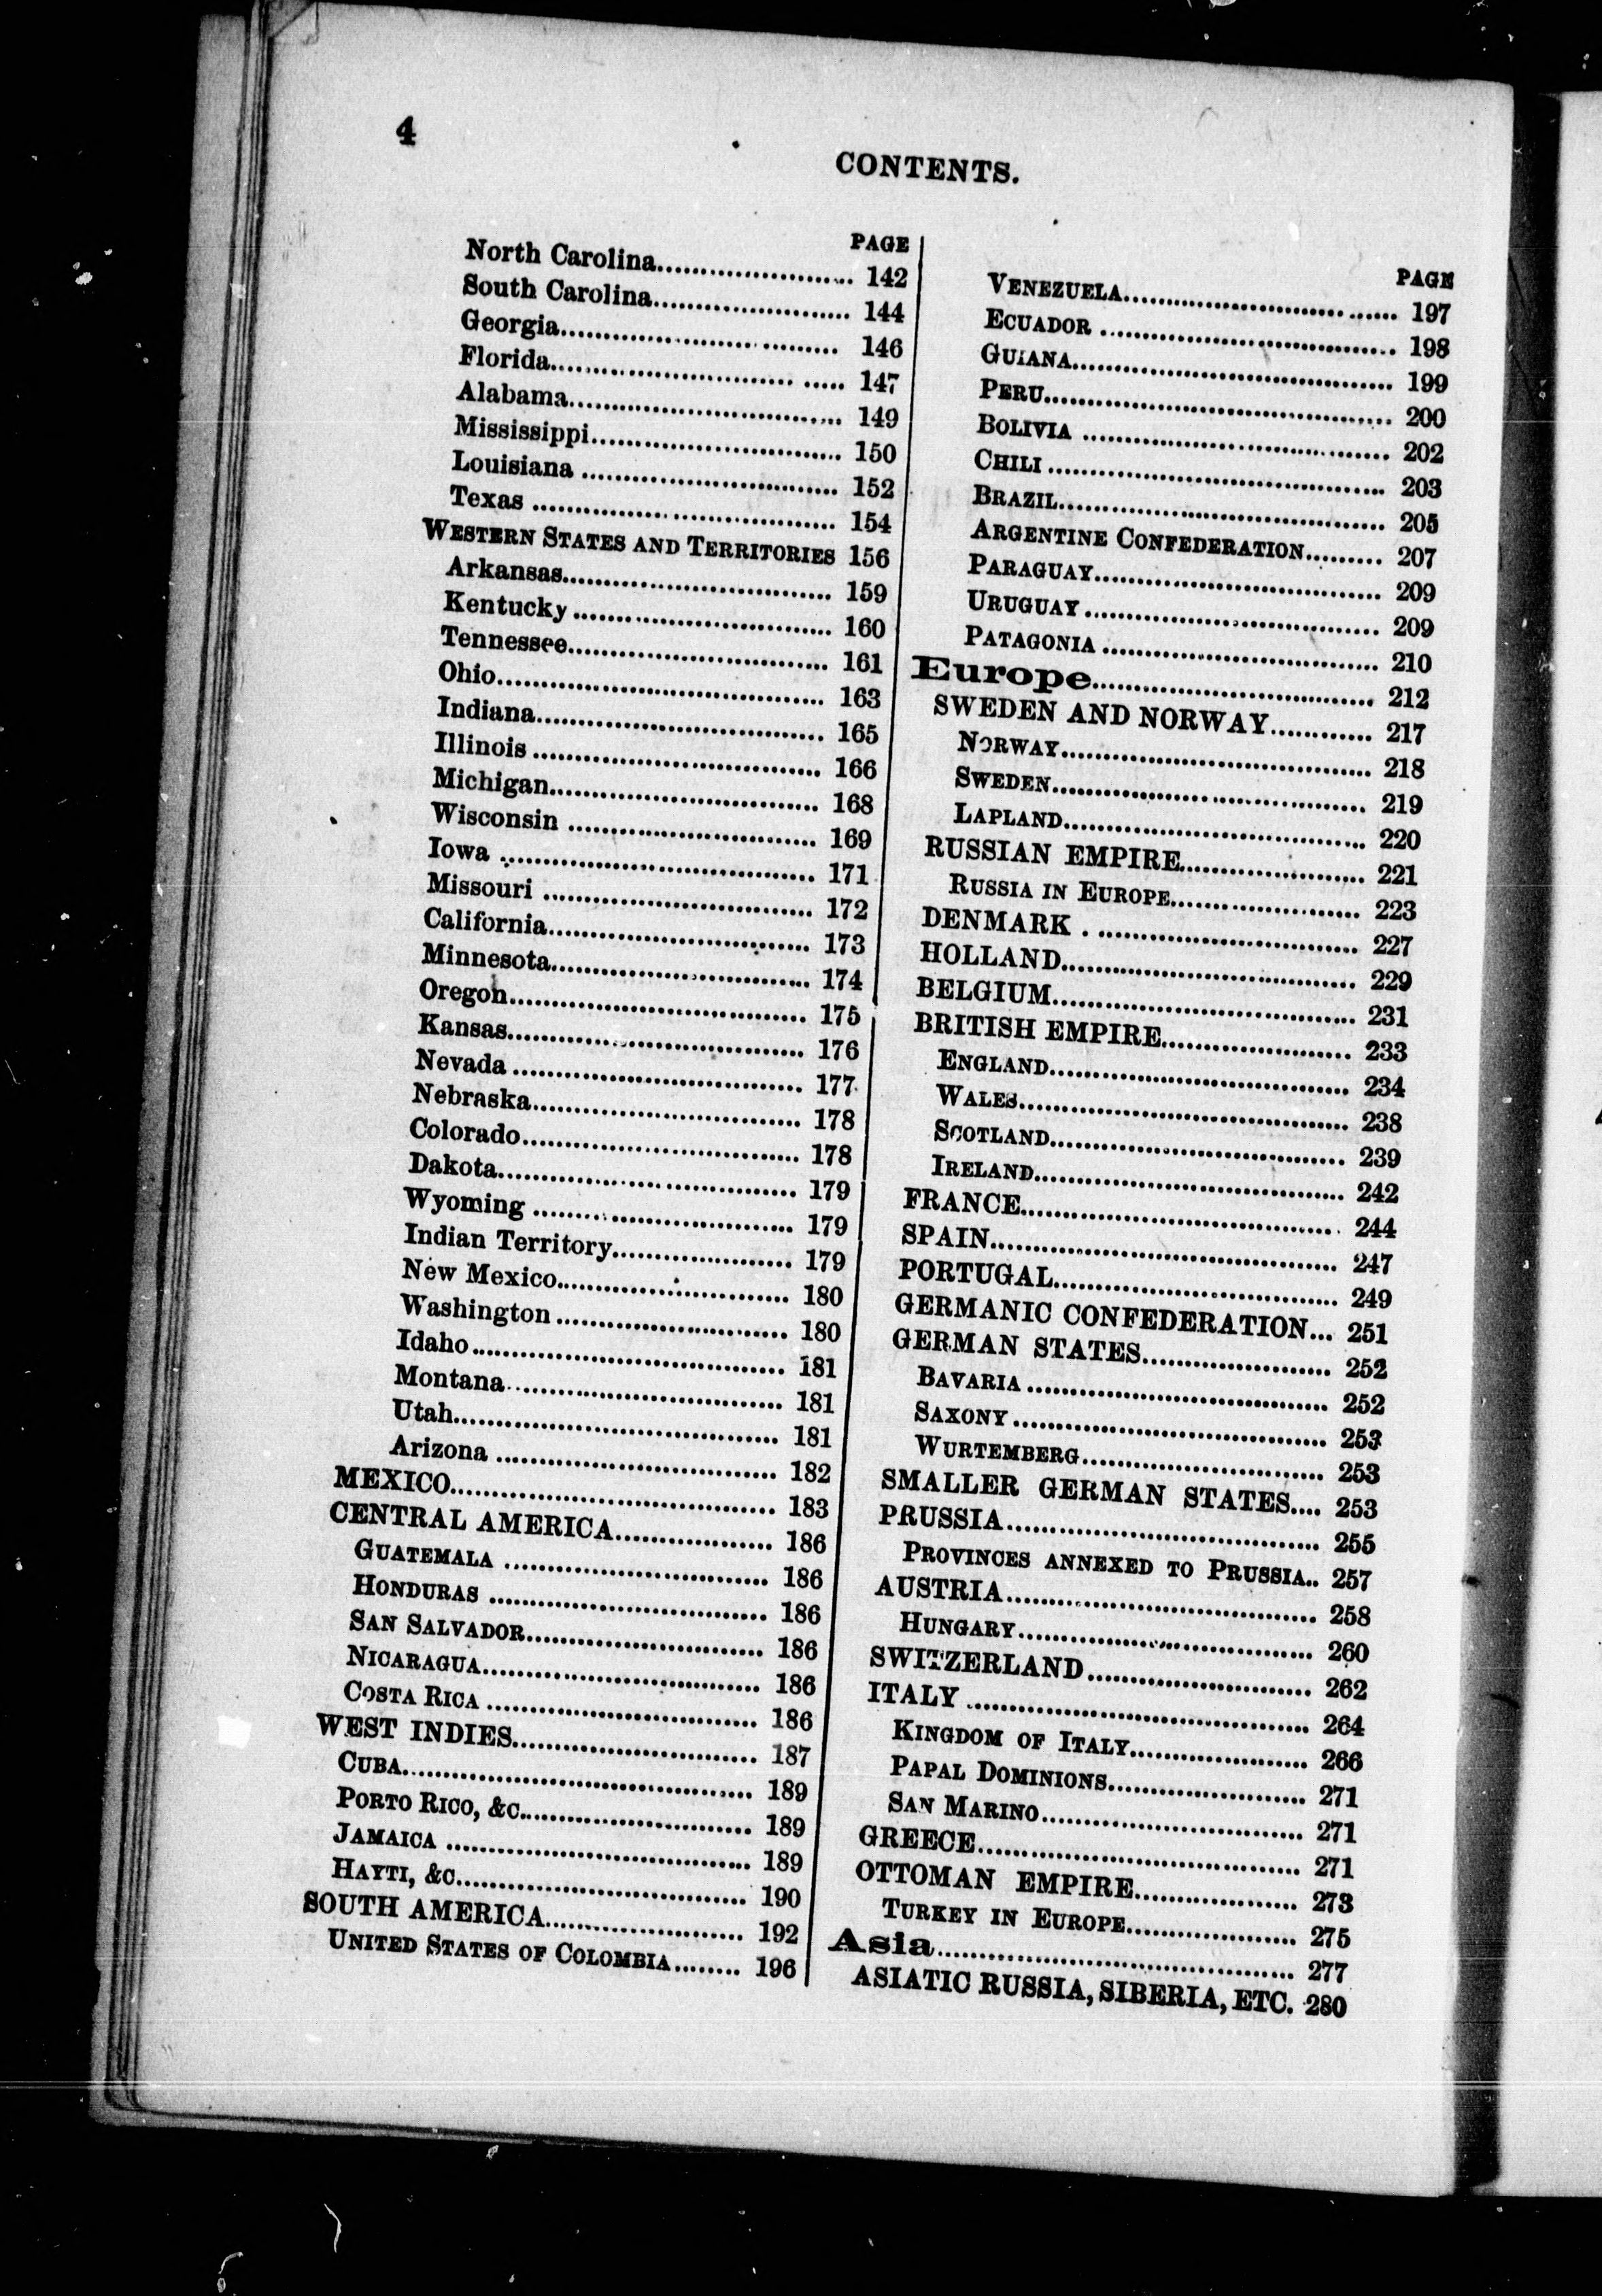 4
CONTENTS.
PAGE
North Carolina........................ 142
South Carolina........................ 144
Georgia................................ 146
Florida................................ 147
Alabama................................ 149
Mississippi............................ 150
Louisiana .............................. 152
Texas .................................. 154
WESTERN STATES AND TERRITORIES 156
Arkansas............................... 159
Kentucky .............................. 160
Tennessee.............................. 161
Ohio................................... 163
Indiana................................ 165
Illinois ............................... 166
Michigan............................... 168
Wisconsin ............................. 169
Iowa .................................. 171
Missouri .............................. 172
California............................. 173
Minnesota.............................. 174
Oregon................................. 175
Kansas................................. 176
Nevada ................................ 177
Nebraska............................... 178
Colorado............................... 178
Dakota................................. 179
Wyoming ............................... 179
Indian Territory....................... 179
New Mexico............................. 180
Washington ............................ 180
Idaho ................................. 181
Montana................................ 181
Utah................................... 181
Arizona ............................... 182
MEXICO................................. 183
CENTRAL AMERICA................... 186
GUATEMALA ............................ 186
HONDURAS ............................. 186
SAN SALVADOR.......................... 186
NICARAGUA............................. 186
COSTA RICA ........................... 186
WEST INDIES........................... 187
CUBA.................................. 189
PORTO RICO, &C........................ 189
JAMAICA .............................. 189
HAYTI, &C............................. 190
SOUTH AMERICA........................ 192
UNITED STATES OF COLOMBIA........ 196
PAGE
VENEZUELA............................. 197
ECUADOR .............................. 198
GUIANA................................ 199
PERU.................................. 200
BOLIVIA .............................. 202
CHILI ................................ 203
BRAZIL................................ 205
ARGENTINE CONFEDERATION......... 207
PARAGUAY.............................. 209
URUGUAY .............................. 209
PATAGONIA ............................ 210
Europe................................ 212
SWEDEN AND NORWAY............ 217
NORWAY................................ 218
SWEDEN................................ 219
LAPLAND............................... 220
RUSSIAN EMPIRE........................ 221
RUSSIA IN EUROPE...................... 223
DENMARK . ............................ 227
HOLLAND............................... 229
BELGIUM............................... 231
BRITISH EMPIRE........................ 233
ENGLAND............................... 234
WALES................................. 238
SCOTLAND.............................. 239
IRELAND............................... 242
FRANCE................................ 244
SPAIN................................. 247
PORTUGAL.............................. 249
GERMANIC CONFEDERATION... 251
GERMAN STATES......................... 252
BAVARIA .............................. 252
SAXONY ............................... 253
WURTEMBERG............................ 253
SMALLER GERMAN STATES.... 253
PRUSSIA............................... 255
PROVINCES ANNEXED TO PRUSSIA.. 257
AUSTRIA............................... 258
HUNGARY............................... 260
SWITZERLAND........................... 262
ITALY ................................ 264
KINGDOM OF ITALY...................... 266
PAPAL DOMINIONS....................... 271
SAN MARINO............................ 271
GREECE................................ 271
OTTOMAN EMPIRE................... 273
TURKEY IN EUROPE.................... 275
Asia.................................. 277
ASIATIC RUSSIA, SIBERIA, ETC. 280